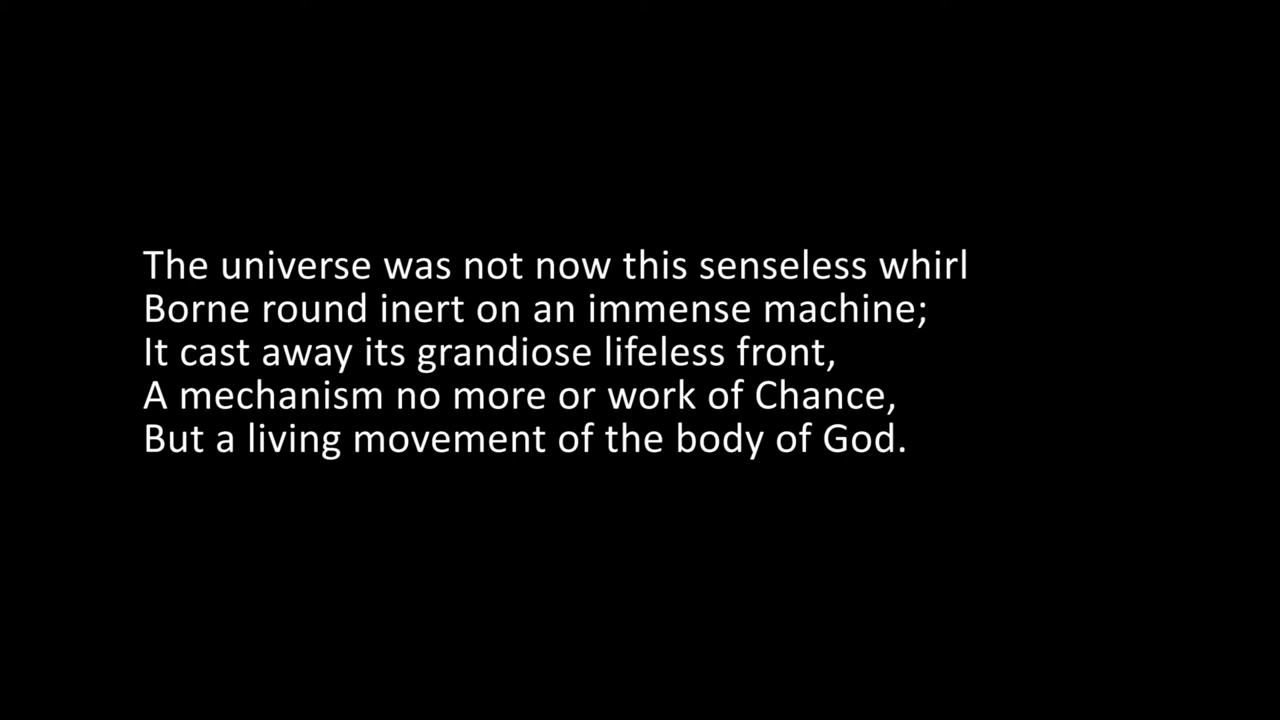 The universe was not now this senseless whirl
Borne round inert on an immense machine;
It cast away its grandiose lifeless front,
A mechanism no more or work of Chance,
But a living movement of the body of God.